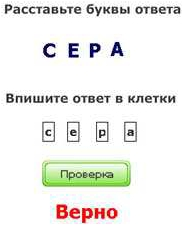 Расставьте буквы ответа
С Е Р А
Впишите ответ в клетки
с е р а
Проверка
Верно